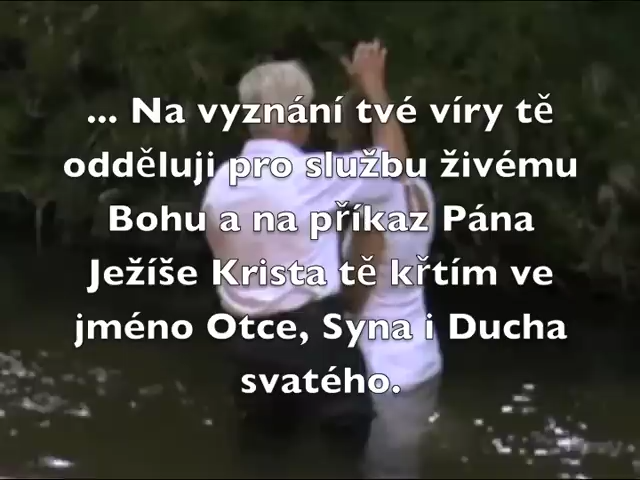 ... Na vyznání tvé víry tě
odděluji pro službu živému
Bohu a na příkaz Pána
Ježíše Krista tě křtím ve
jméno Otce, Syna i Ducha
svatého.